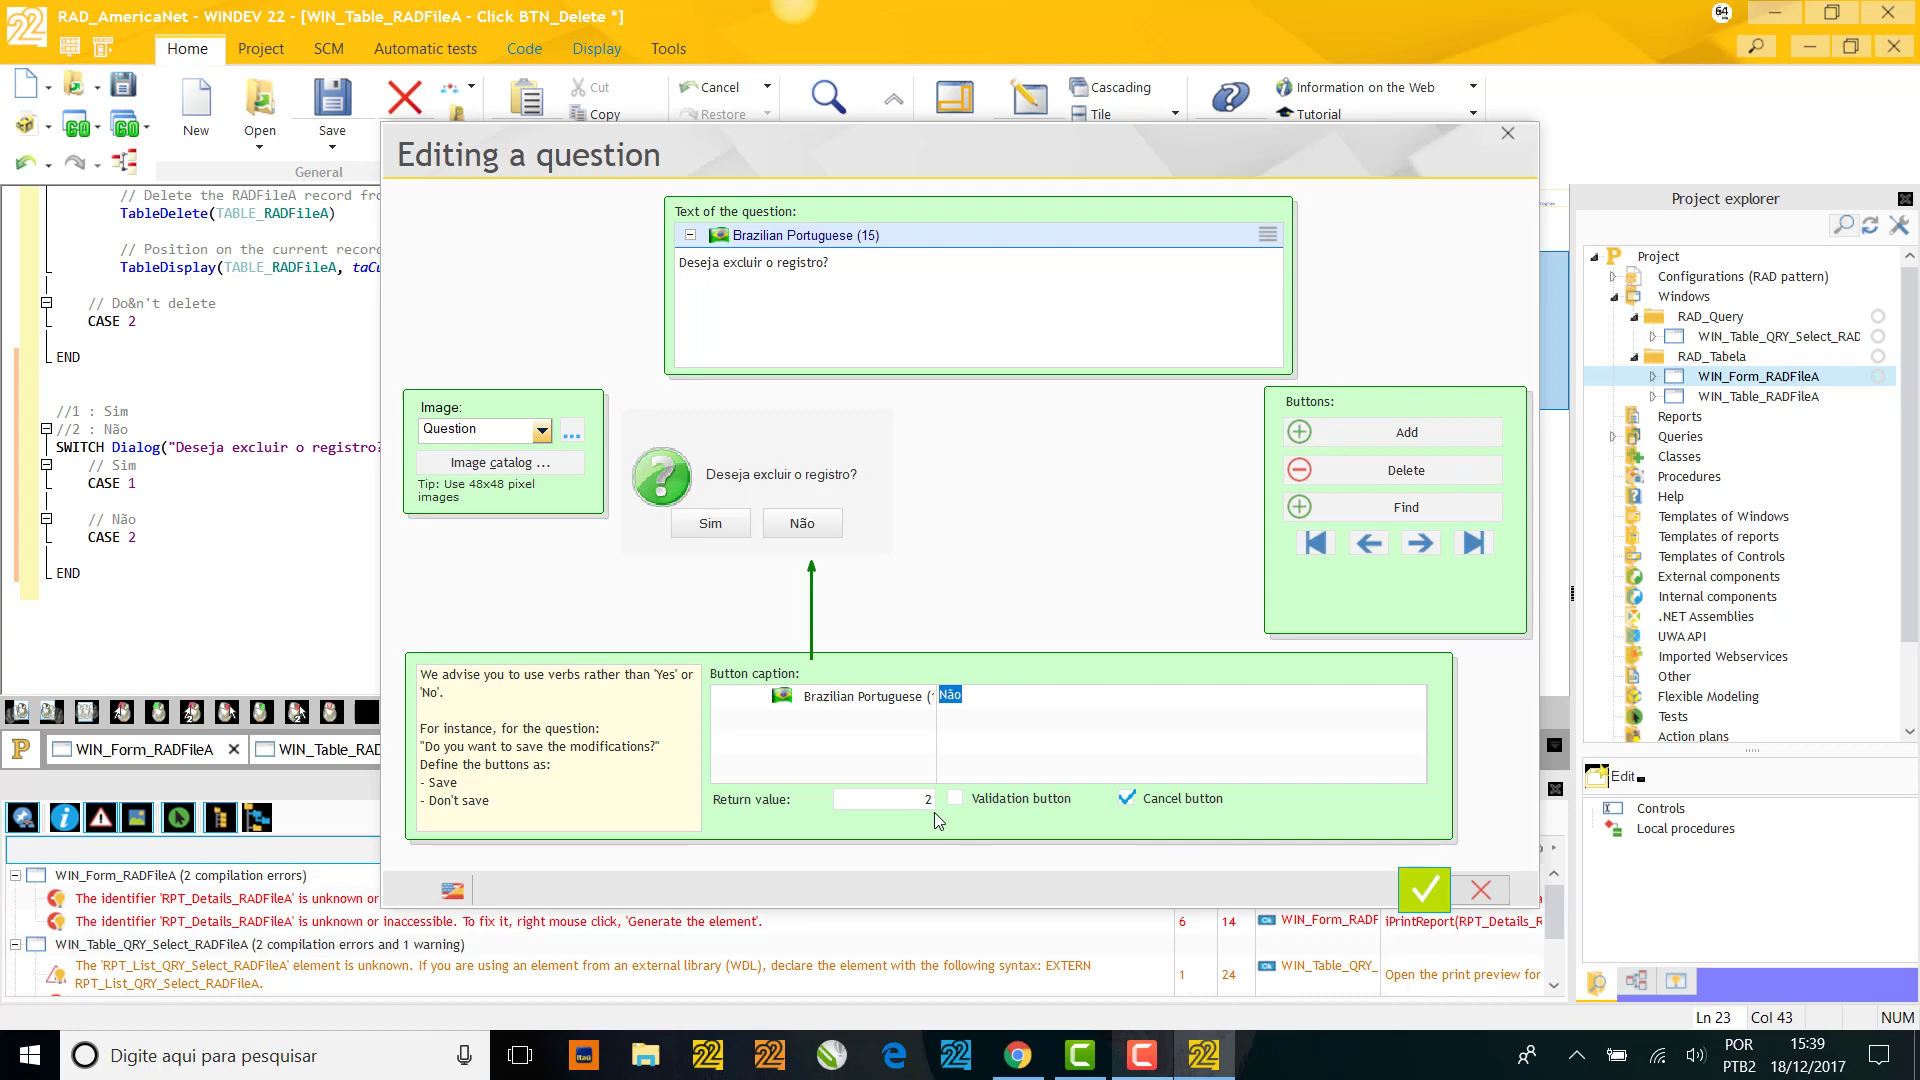 RAD_AmericaNet - WINDEV 22 - [WIN_Table_RADFileA - Click BTN_Delete *]
64
22
Home
Project
SCM
Automatic tests
Code
Display
Tools
New
Open
Save
Cut
Copy
Cancel
Restore
Cascading
Tile
Information on the Web
Tutorial
General
// Delete the RADFileA record fro
TableDelete(TABLE_RADFileA)
// Position on the current record
TableDisplay(TABLE_RADFileA, taCu
// Do&n't delete
CASE 2
END
//1 : Sim
//2 : Não
SWITCH Dialog("Deseja excluir o registro?
// Sim
CASE 1
// Não
CASE 2
END
Editing a question
Text of the question:
Brazilian Portuguese (15)
Deseja excluir o registro?
Image:
Question
Image catalog ...
Tip: Use 48x48 pixel
images
Deseja excluir o registro?
Sim
Não
Buttons:
Add
Delete
Find
We advise you to use verbs rather than 'Yes' or
'No'.
For instance, for the question:
"Do you want to save the modifications?"
Define the buttons as:
- Save
- Don't save
Button caption:
Brazilian Portuguese (
Não
Return value:
2
Validation button
Cancel button
Project explorer
Project
Configurations (RAD pattern)
Windows
RAD_Query
WIN_Table_QRY_Select_RAD
RAD_Tabela
WIN_Form_RADFileA
WIN_Table_RADFileA
Reports
Queries
Classes
Procedures
Help
Templates of Windows
Templates of reports
Templates of Controls
External components
Internal components
.NET Assemblies
UWA API
Imported Webservices
Other
Flexible Modeling
Tests
Action plans
Edit
Controls
Local procedures
WIN_Form_RADFileA
WIN_Table_RAD
WIN_Form_RADFileA (2 compilation errors)
The identifier 'RPT_Details_RADFileA' is unknown or
The identifier 'RPT_Details_RADFileA' is unknown or inaccessible. To fix it, right mouse click, 'Generate the element'.
6
14
WIN_Form_RADF
iPrintReport(RPT_Details_R
WIN_Table_QRY_Select_RADFileA (2 compilation errors and 1 warning)
The 'RPT_List_QRY_Select_RADFileA' element is unknown. If you are using an element from an external library (WDL), declare the element with the following syntax: EXTERN
RPT_List_QRY_Select_RADFileA.
1
24
WIN_Table_QRY_
Open the print preview for
Ln 23
Col 43
NUM
Digite aqui para pesquisar
Itaú
22
22
22
22
POR
PTB2
15:39
18/12/2017